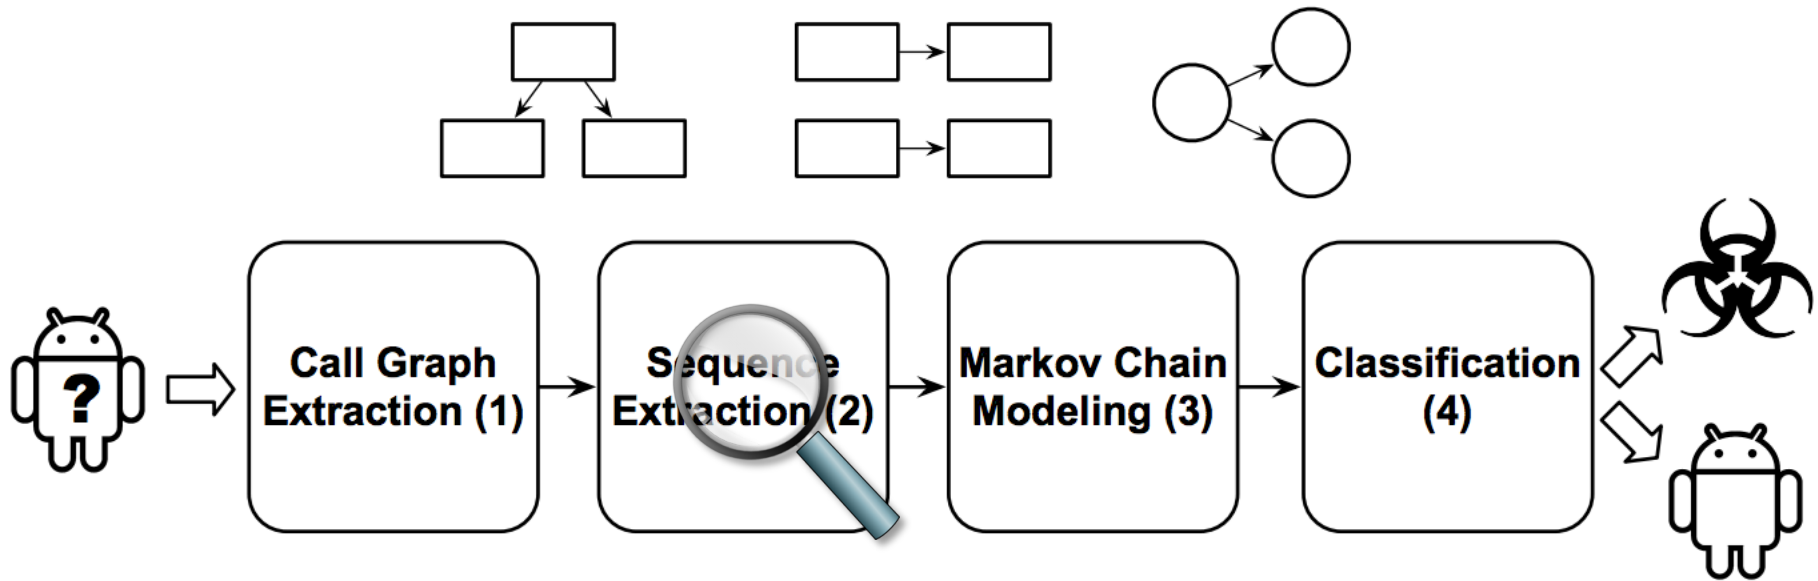 ?
Call Graph
Extraction (1)
Sequence
Extraction (2)
Markov Chain
Modeling (3)
Classification
(4)